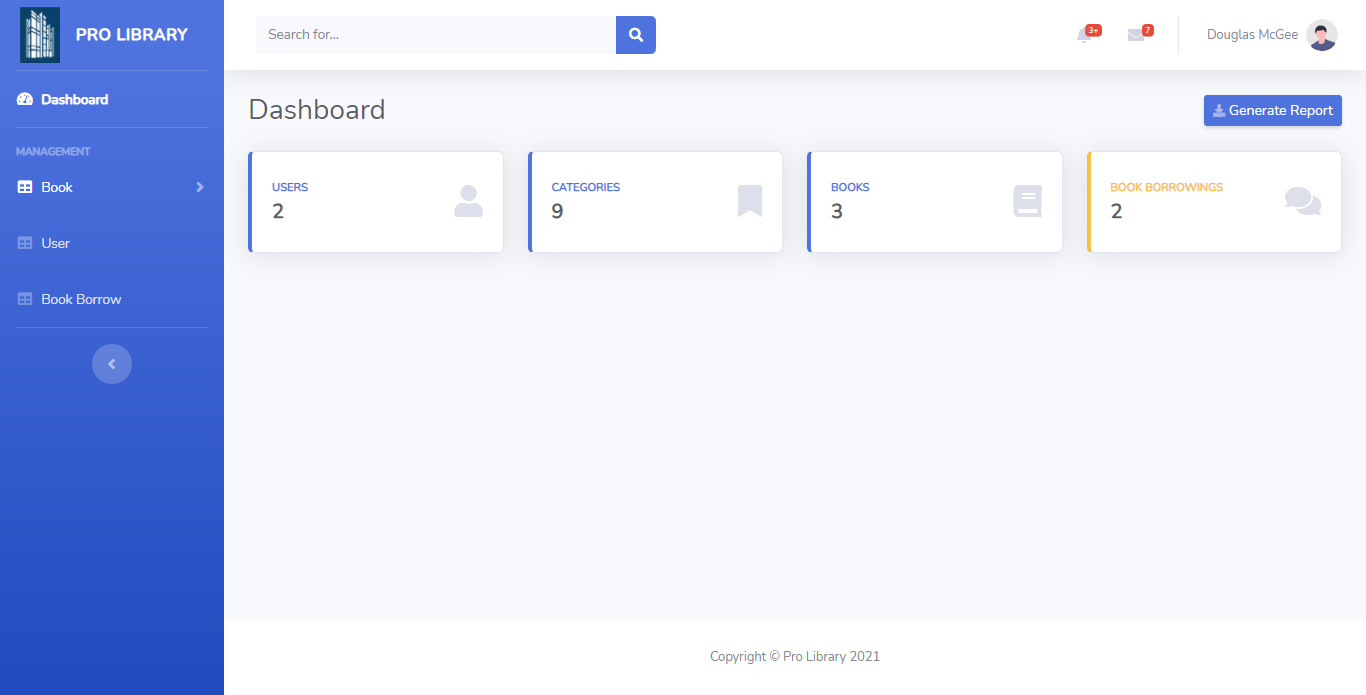 PRO LIBRARY
Dashboard
MANAGEMENT
Book
User
Book Borrow
Search for...
3+
7
Douglas McGee
Dashboard
Generate Report
USERS
2
CATEGORIES
9
BOOKS
3
BOOK BORROWINGS
2
Copyright © Pro Library 2021